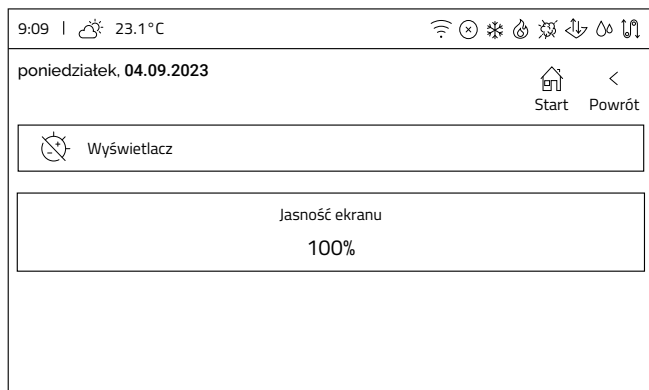 9:09 | 23.1°C
poniedziałek, 04.09.2023
Start Powrót
Wyświetlacz
Jasność ekranu
100%